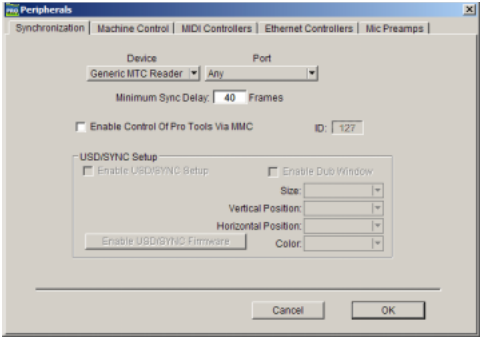 PRO Peripherals
Synchronization | Machine Control | MIDI Controllers | Ethernet Controllers | Mic Preamps |
Device Port
Generic MTC Reader Any
Minimum Sync Delay: 40 Frames
Enable Control Of Pro Tools Via MMC ID: 127
USD/SYNC Setup
Enable USD/SYNC Setup Enable Dub Window
Size:
Vertical Position:
Horizontal Position:
Enable USD/SYNC Firmware Color:
Cancel OK